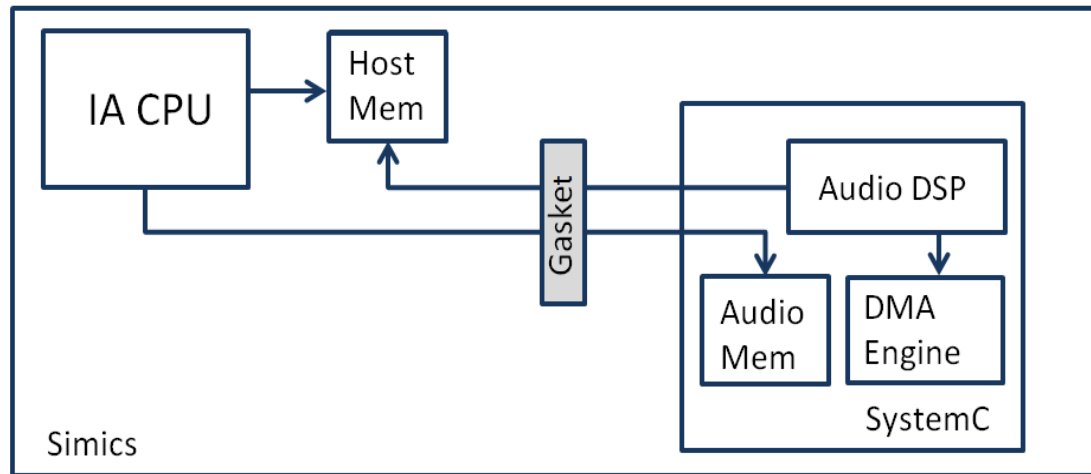 IA CPU
Host
Mem
Gasket
Audio DSP
Audio
Mem
DMA
Engine
SystemC
Simics